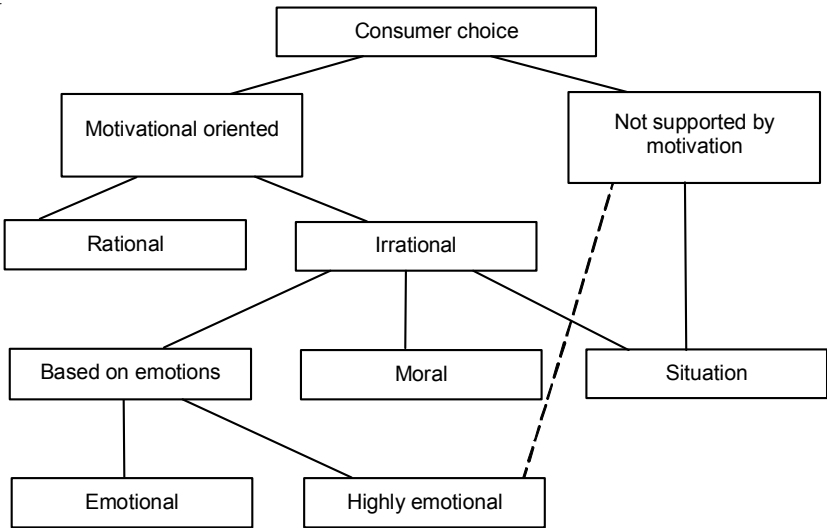 Consumer choice
Motivational oriented
Not supported by
motivation
Rational
Irrational
Based on emotions
Moral
Situation
Emotional
Highly emotional